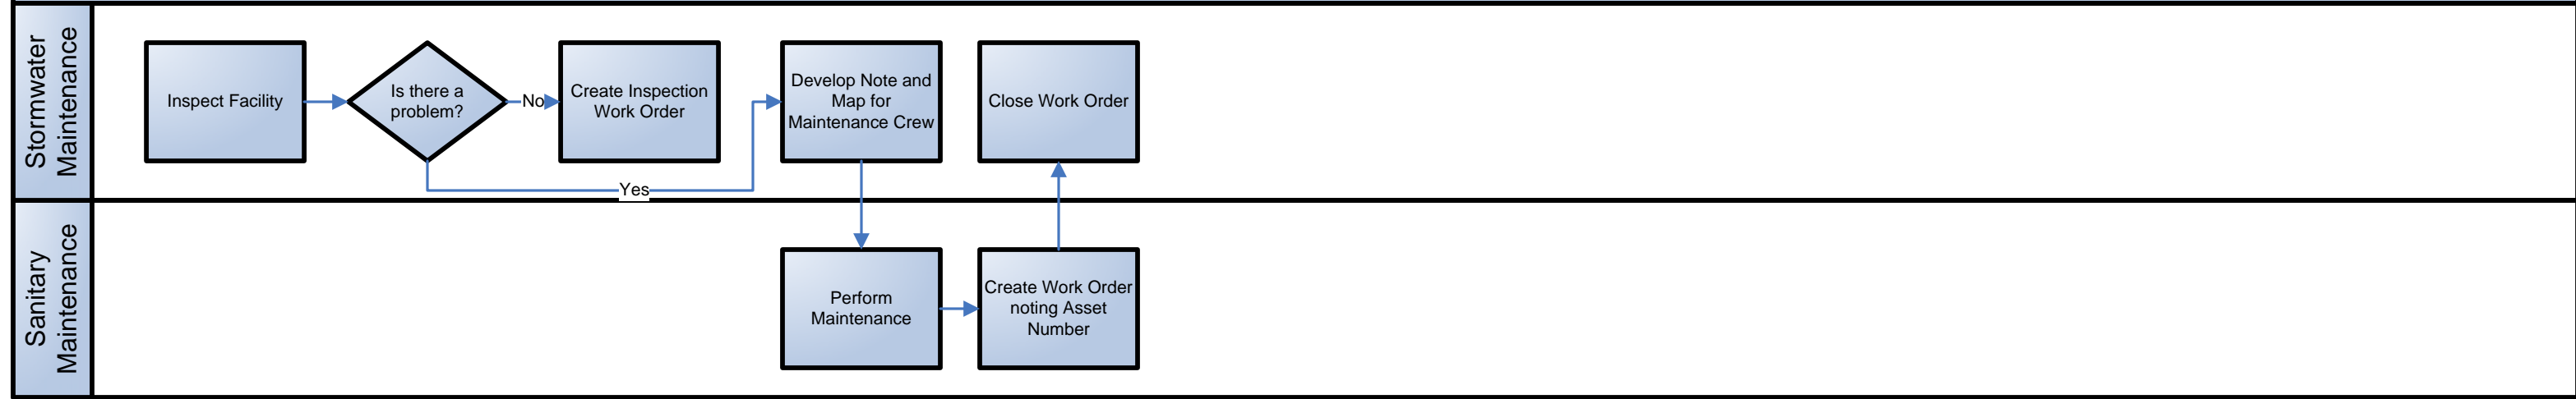 Stormwater
Maintenance
Inspect Facility
Is there a
problem?
No
Create Inspection
Work Order
Yes
Develop Note and
Map for
Maintenance Crew
Close Work Order
Sanitary
Maintenance
Perform
Maintenance
Create Work Order
noting Asset
Number